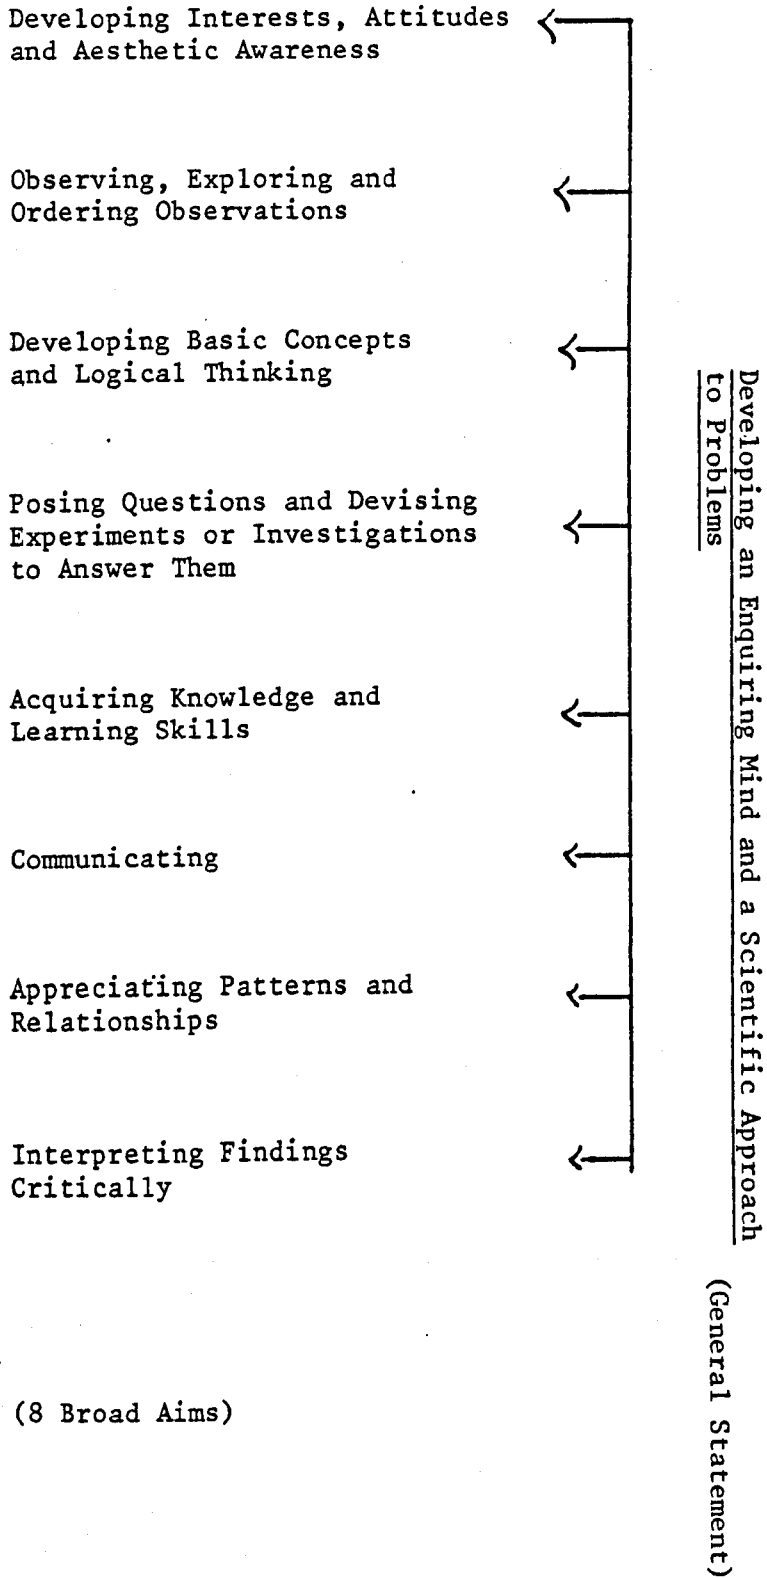 Developing Interests, Attitudes
and Aesthetic Awareness
Observing, Exploring and
Ordering Observations
Developing Basic Concepts
and Logical Thinking
Posing Questions and Devising
Experiments or Investigations
to Answer Them
Acquiring Knowledge and
Learning Skills
Communicating
Appreciating Patterns and
Relationships
Interpreting Findings
Critically
(8 Broad Aims)
Developing an Enquiring Mind and a Scientific Approach
to Problems
(General Statement)